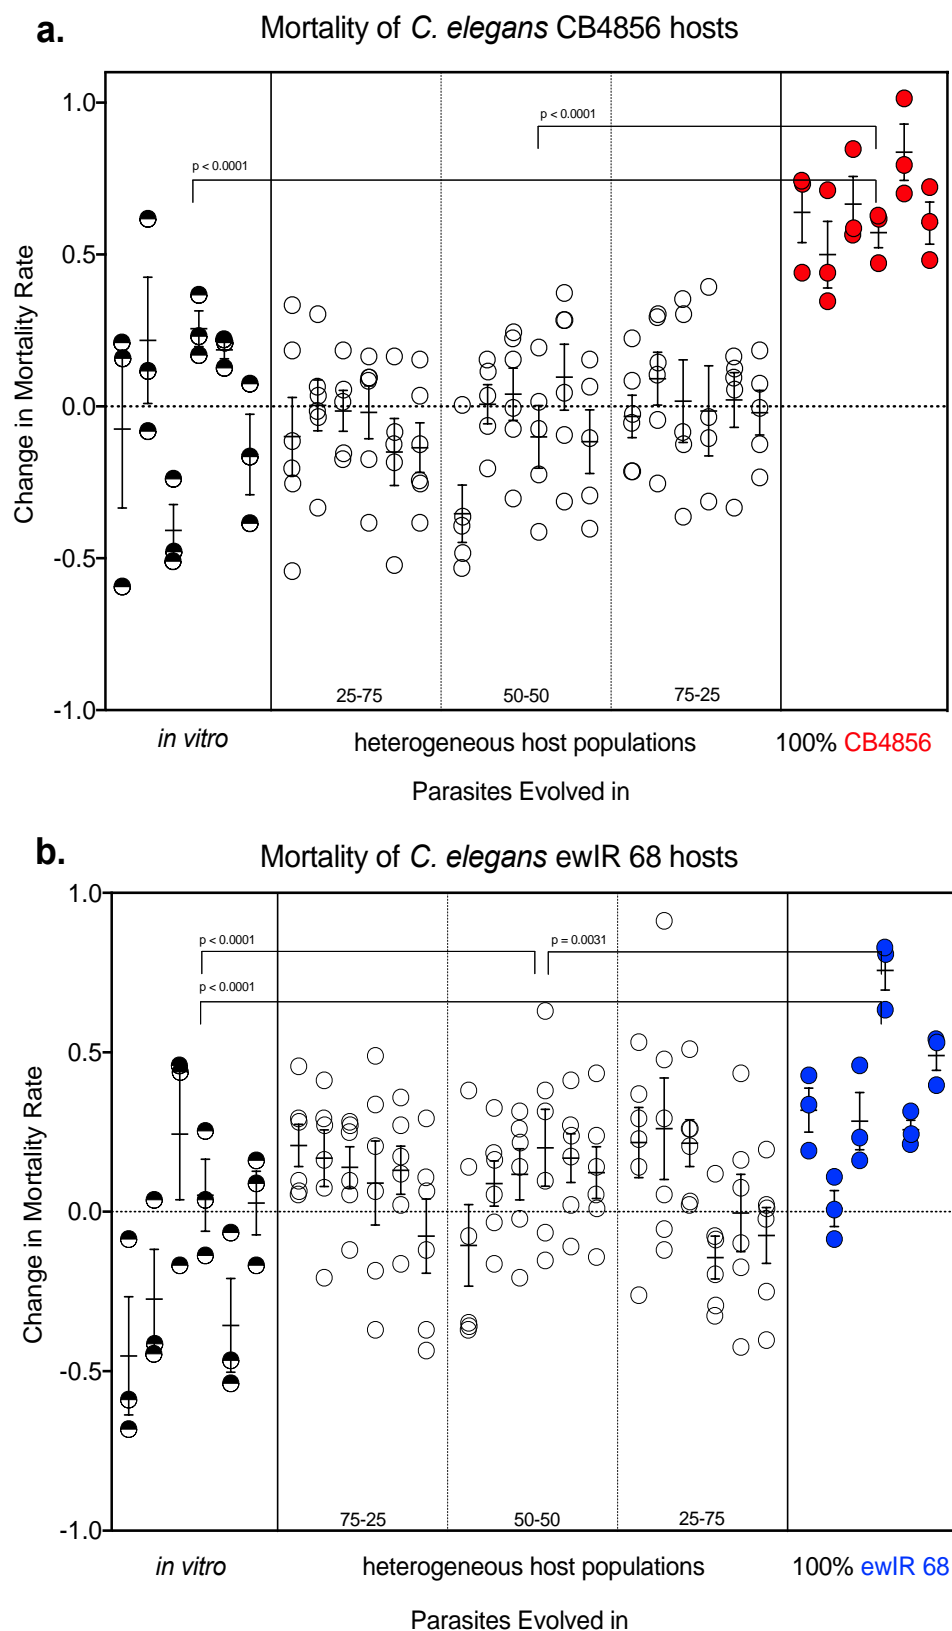 a.
Mortality of C. elegans CB4856 hosts
Change in Mortality Rate
1.0
0.5
0.0
-0.5
-1.0
p < 0.0001
p < 0.0001
25-75
50-50
75-25
in vitro
heterogeneous host populations
100% CB4856
Parasites Evolved in
b.
Mortality of C. elegans ewIR 68 hosts
Change in Mortality Rate
1.0
0.5
0.0
-0.5
-1.0
p < 0.0001
p = 0.0031
p < 0.0001
75-25
50-50
25-75
in vitro
heterogeneous host populations
100% ewIR 68
Parasites Evolved in